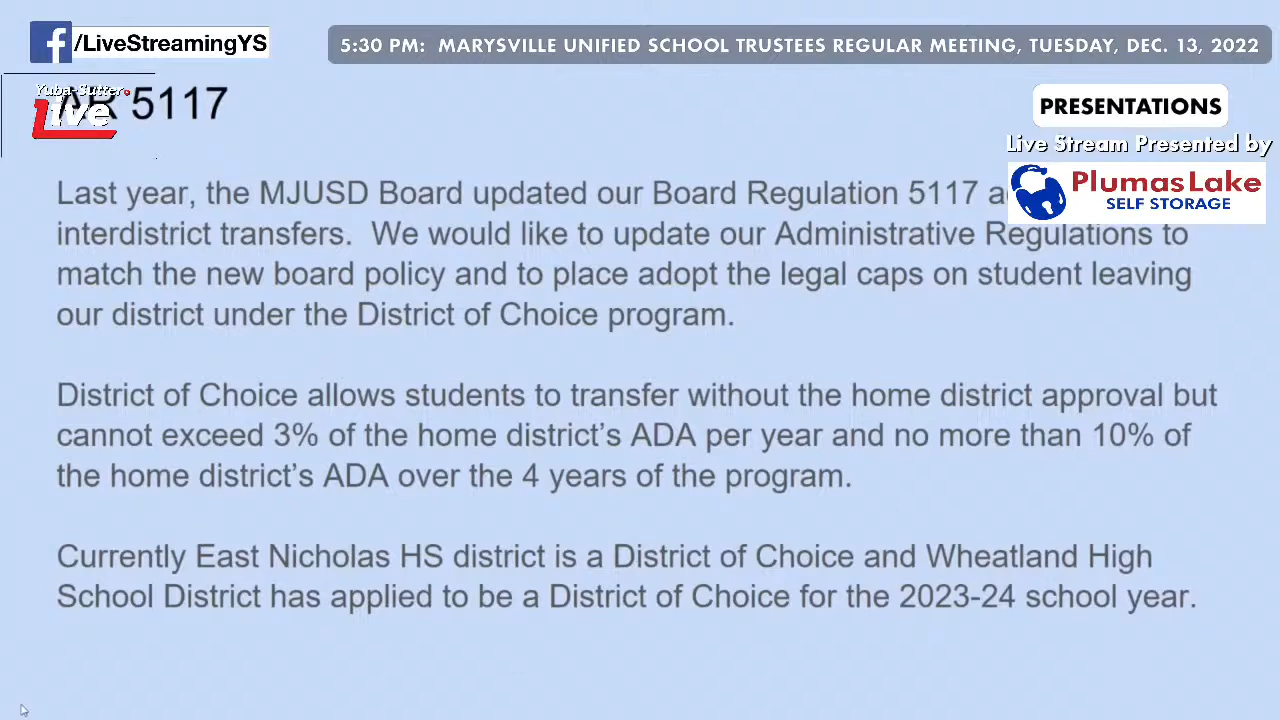 /LiveStreamingYS
5:30 PM: MARYSVILLE UNIFIED SCHOOL TRUSTEES REGULAR MEETING, TUESDAY, DEC. 13, 2022
Yuba-Sutter
Live
AR 5117
PRESENTATIONS
Live Stream Presented by
Plumas Lake
SELF STORAGE
Last year, the MJUSD Board updated our Board Regulation 5117
interdistrict transfers. We would like to update our Administrative Regulations to
match the new board policy and to place adopt the legal caps on student leaving
our district under the District of Choice program.
District of Choice allows students to transfer without the home district approval but
cannot exceed 3% of the home district's ADA per year and no more than 10% of
the home district's ADA over the 4 years of the program.
Currently East Nicholas HS district is a District of Choice and Wheatland High
School District has applied to be a District of Choice for the 2023-24 school year.